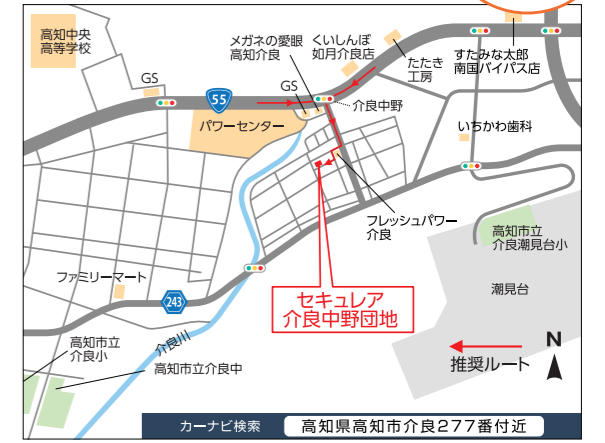 高知中央
高等学校
GS
55
メガネの愛眼
高知介良
くいしんぼ
如月介良店
たたき
工房
すたみな太郎
南国バイパス店
GS
介良中野
パワーセンター
いちかわ歯科
フレッシュパワー
介良
高知市立
介良潮見台小
潮見台
ファミリーマート
243
セキュレア
介良中野団地
高知市立
介良小
介良川
高知市立介良中
推奨ルート
N
カーナビ検索
高知県高知市介良277番付近